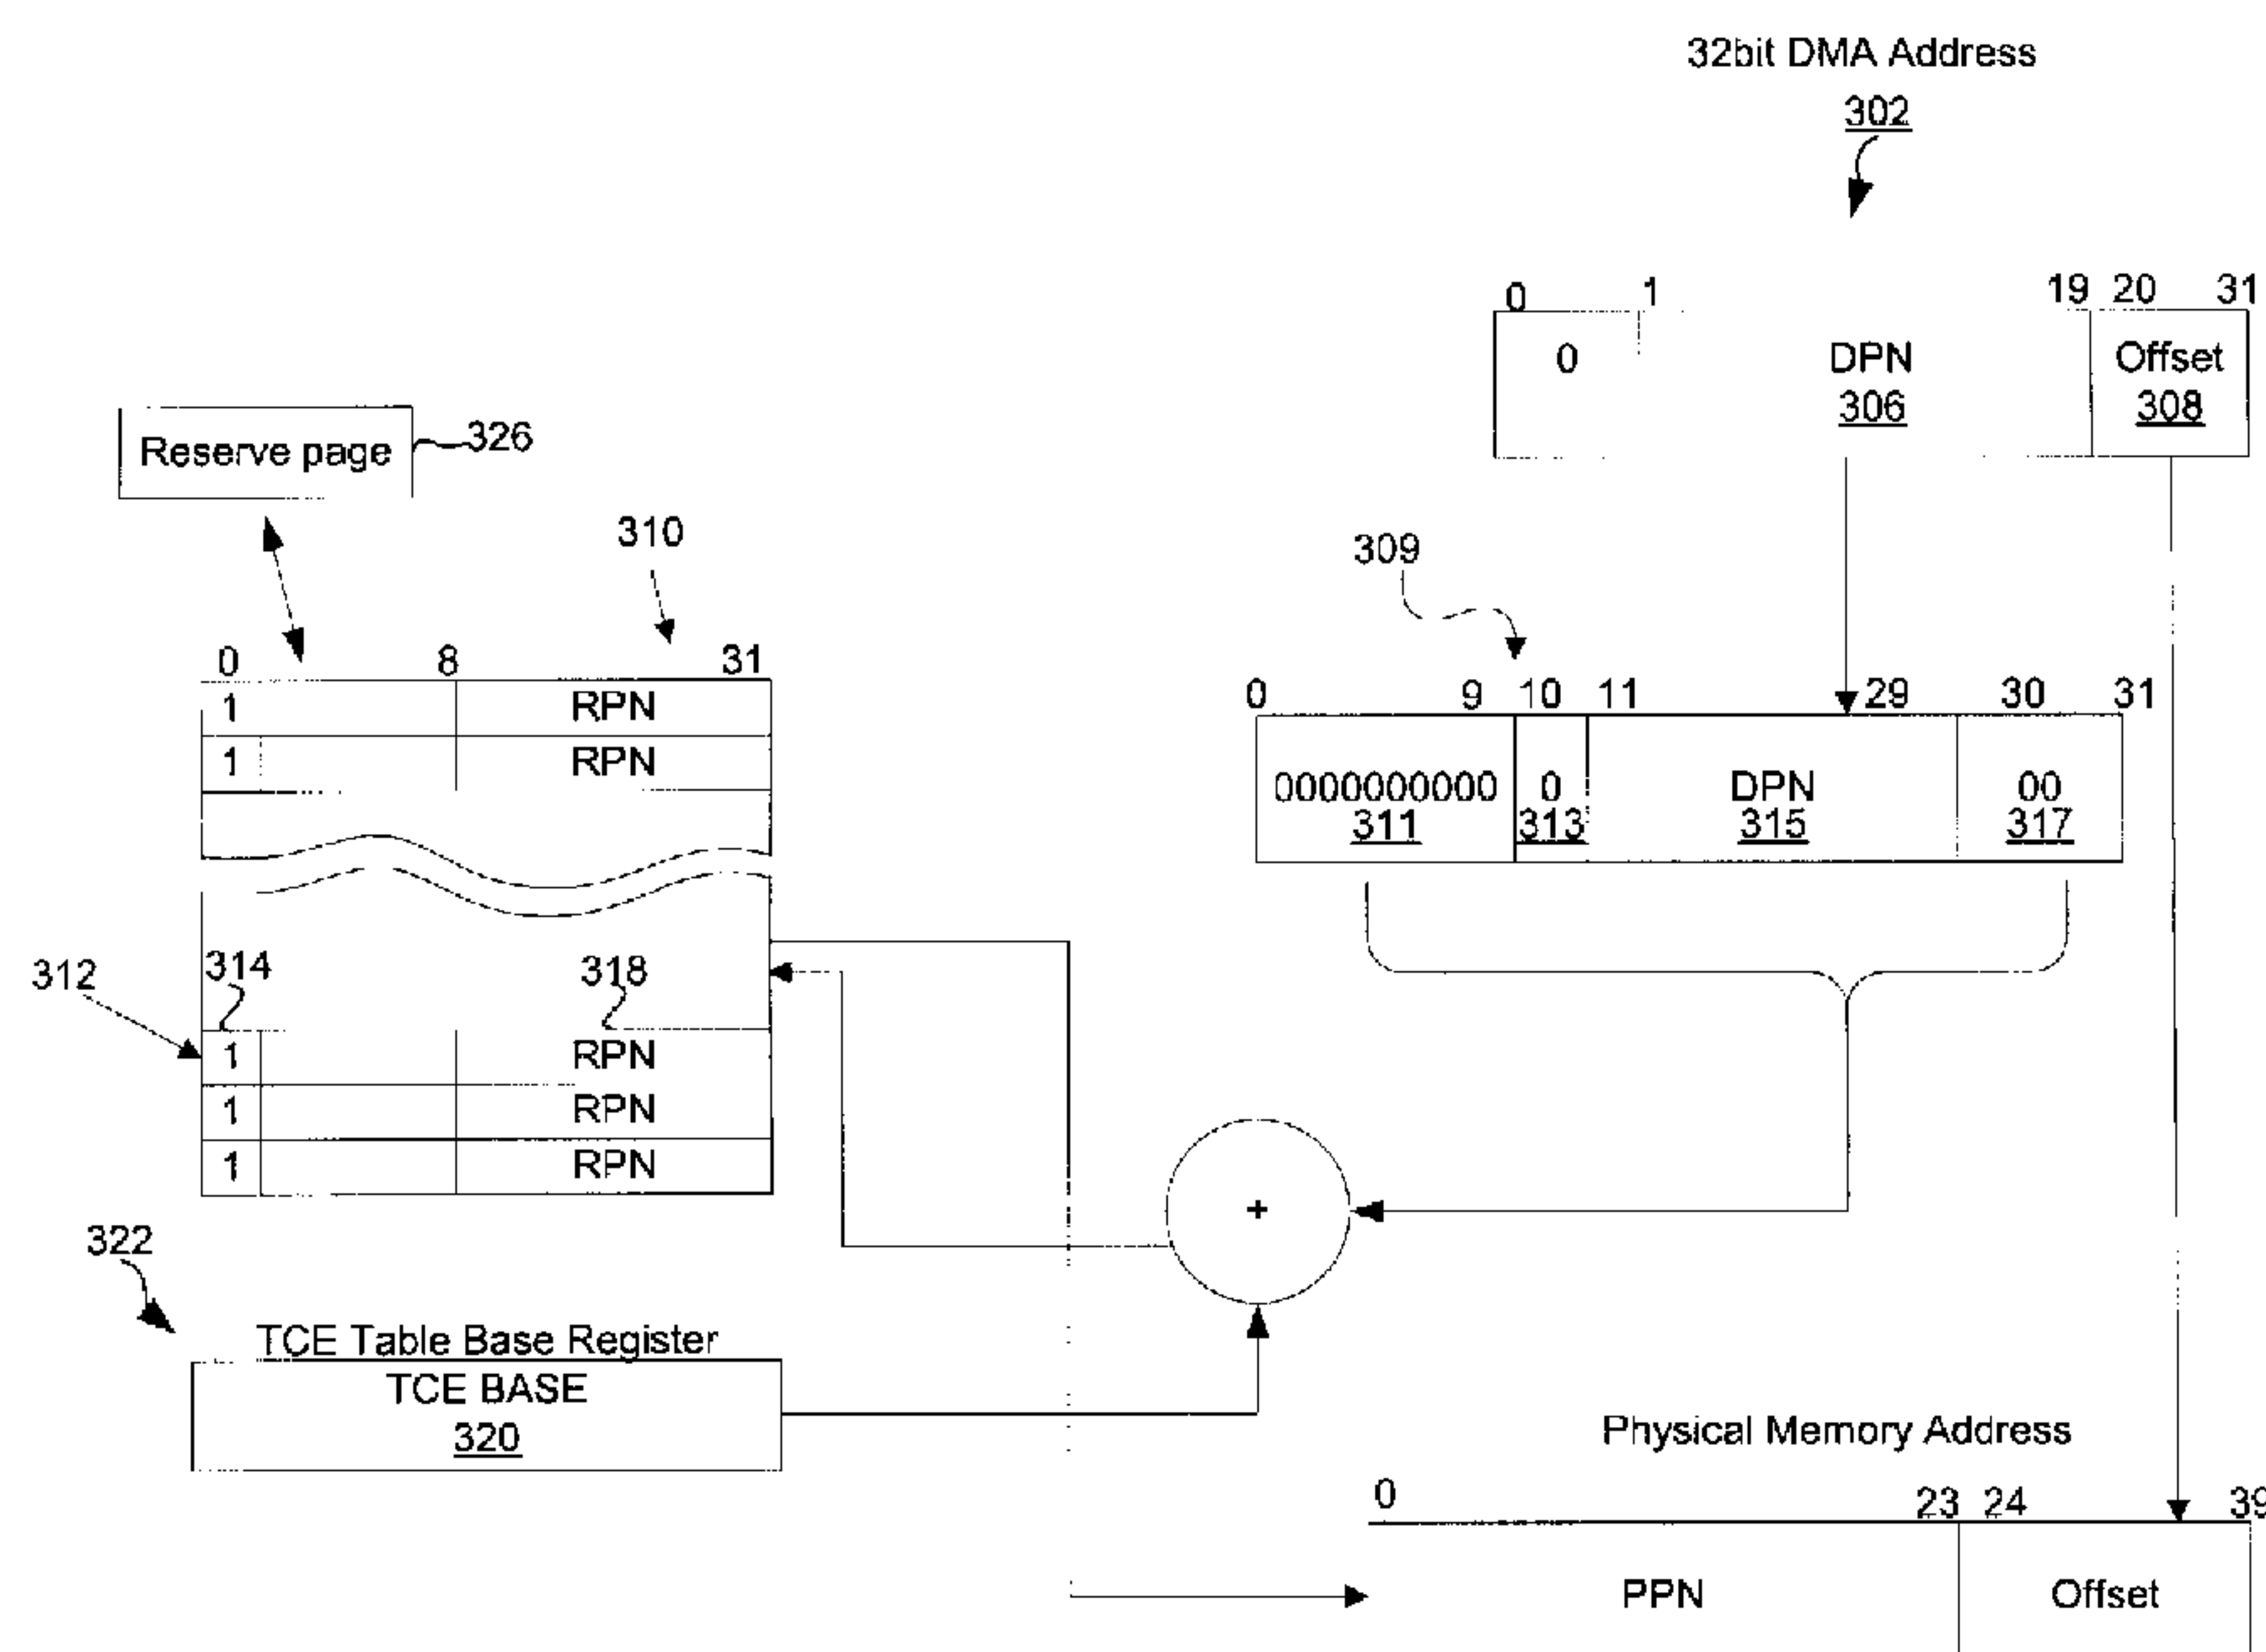 32bit DMA Address
302
0 1 19 20 31
0 DPN Offset
306 308
Reserve page 326
310
309
0 8 31
1 RPN
1 RPN
0 9 10 11 29 30 31
0000000000 0 DPN 00
311 313 315 317
312 314 318
1 RPN
1 RPN
1 RPN
+
322
TCE Table Base Register
TCE BASE
320
Physical Memory Address
0 23 24 39
PPN Offset